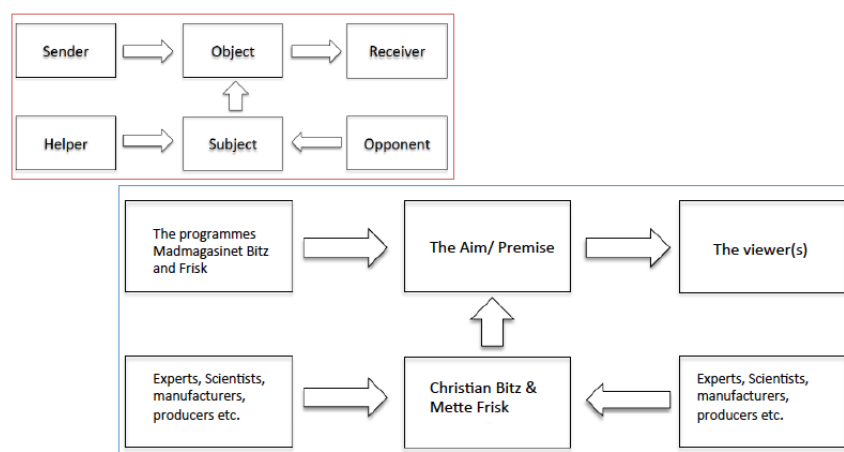 Sender
Object
Receiver
Helper
Subject
Opponent
The programmes
Madmagasinet Bitz
and Frisk
The Aim/ Premise
The viewer(s)
Experts, Scientists,
manufacturers,
producers etc.
Christian Bitz &
Mette Frisk
Experts, Scientists,
manufacturers,
producers etc.